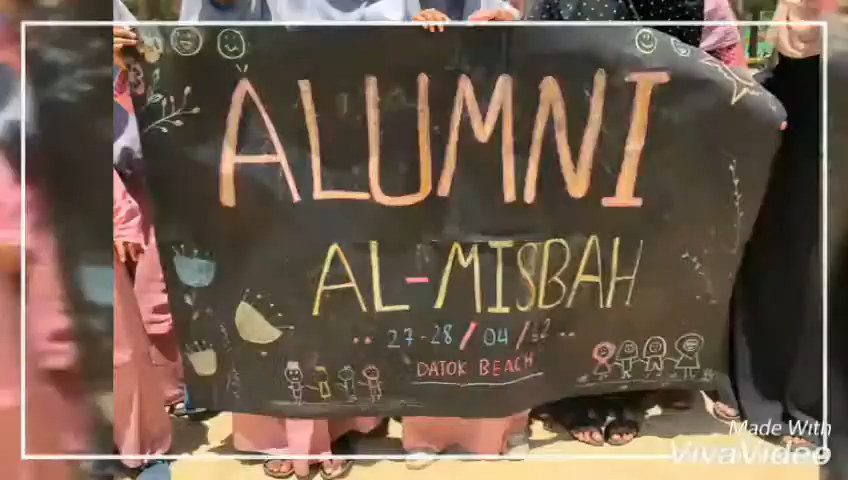 ALUMNI
AL-MISBAH
27-28/04/
DATOK BEACH
Made With
VivaVideo